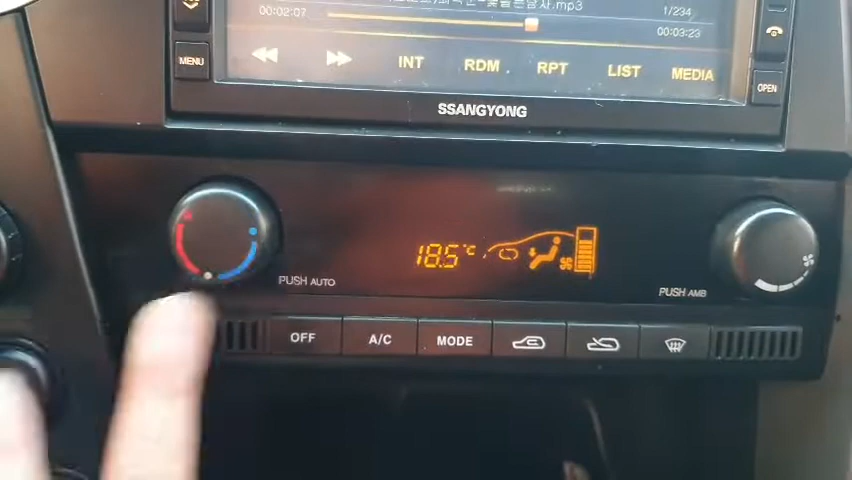 .mp3
1/234
00:02:07
00:03:23
MENU
INT
RDM
RPT
LIST
MEDIA
OPEN
SSANGYONG
18.5°C
PUSH AUTO
PUSH AMB
OFF
A/C
MODE